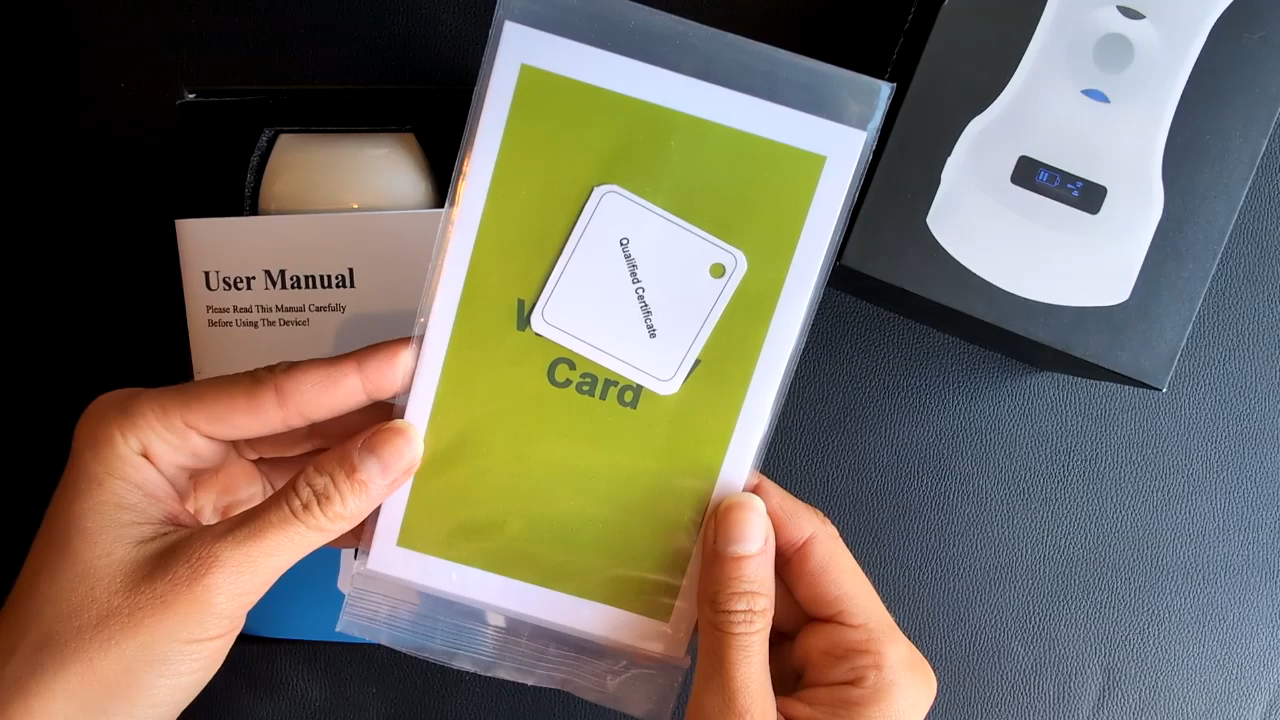 User Manual
Please Read This Manual Carefully
Before Using The Device!
Qualified Certificate
Card